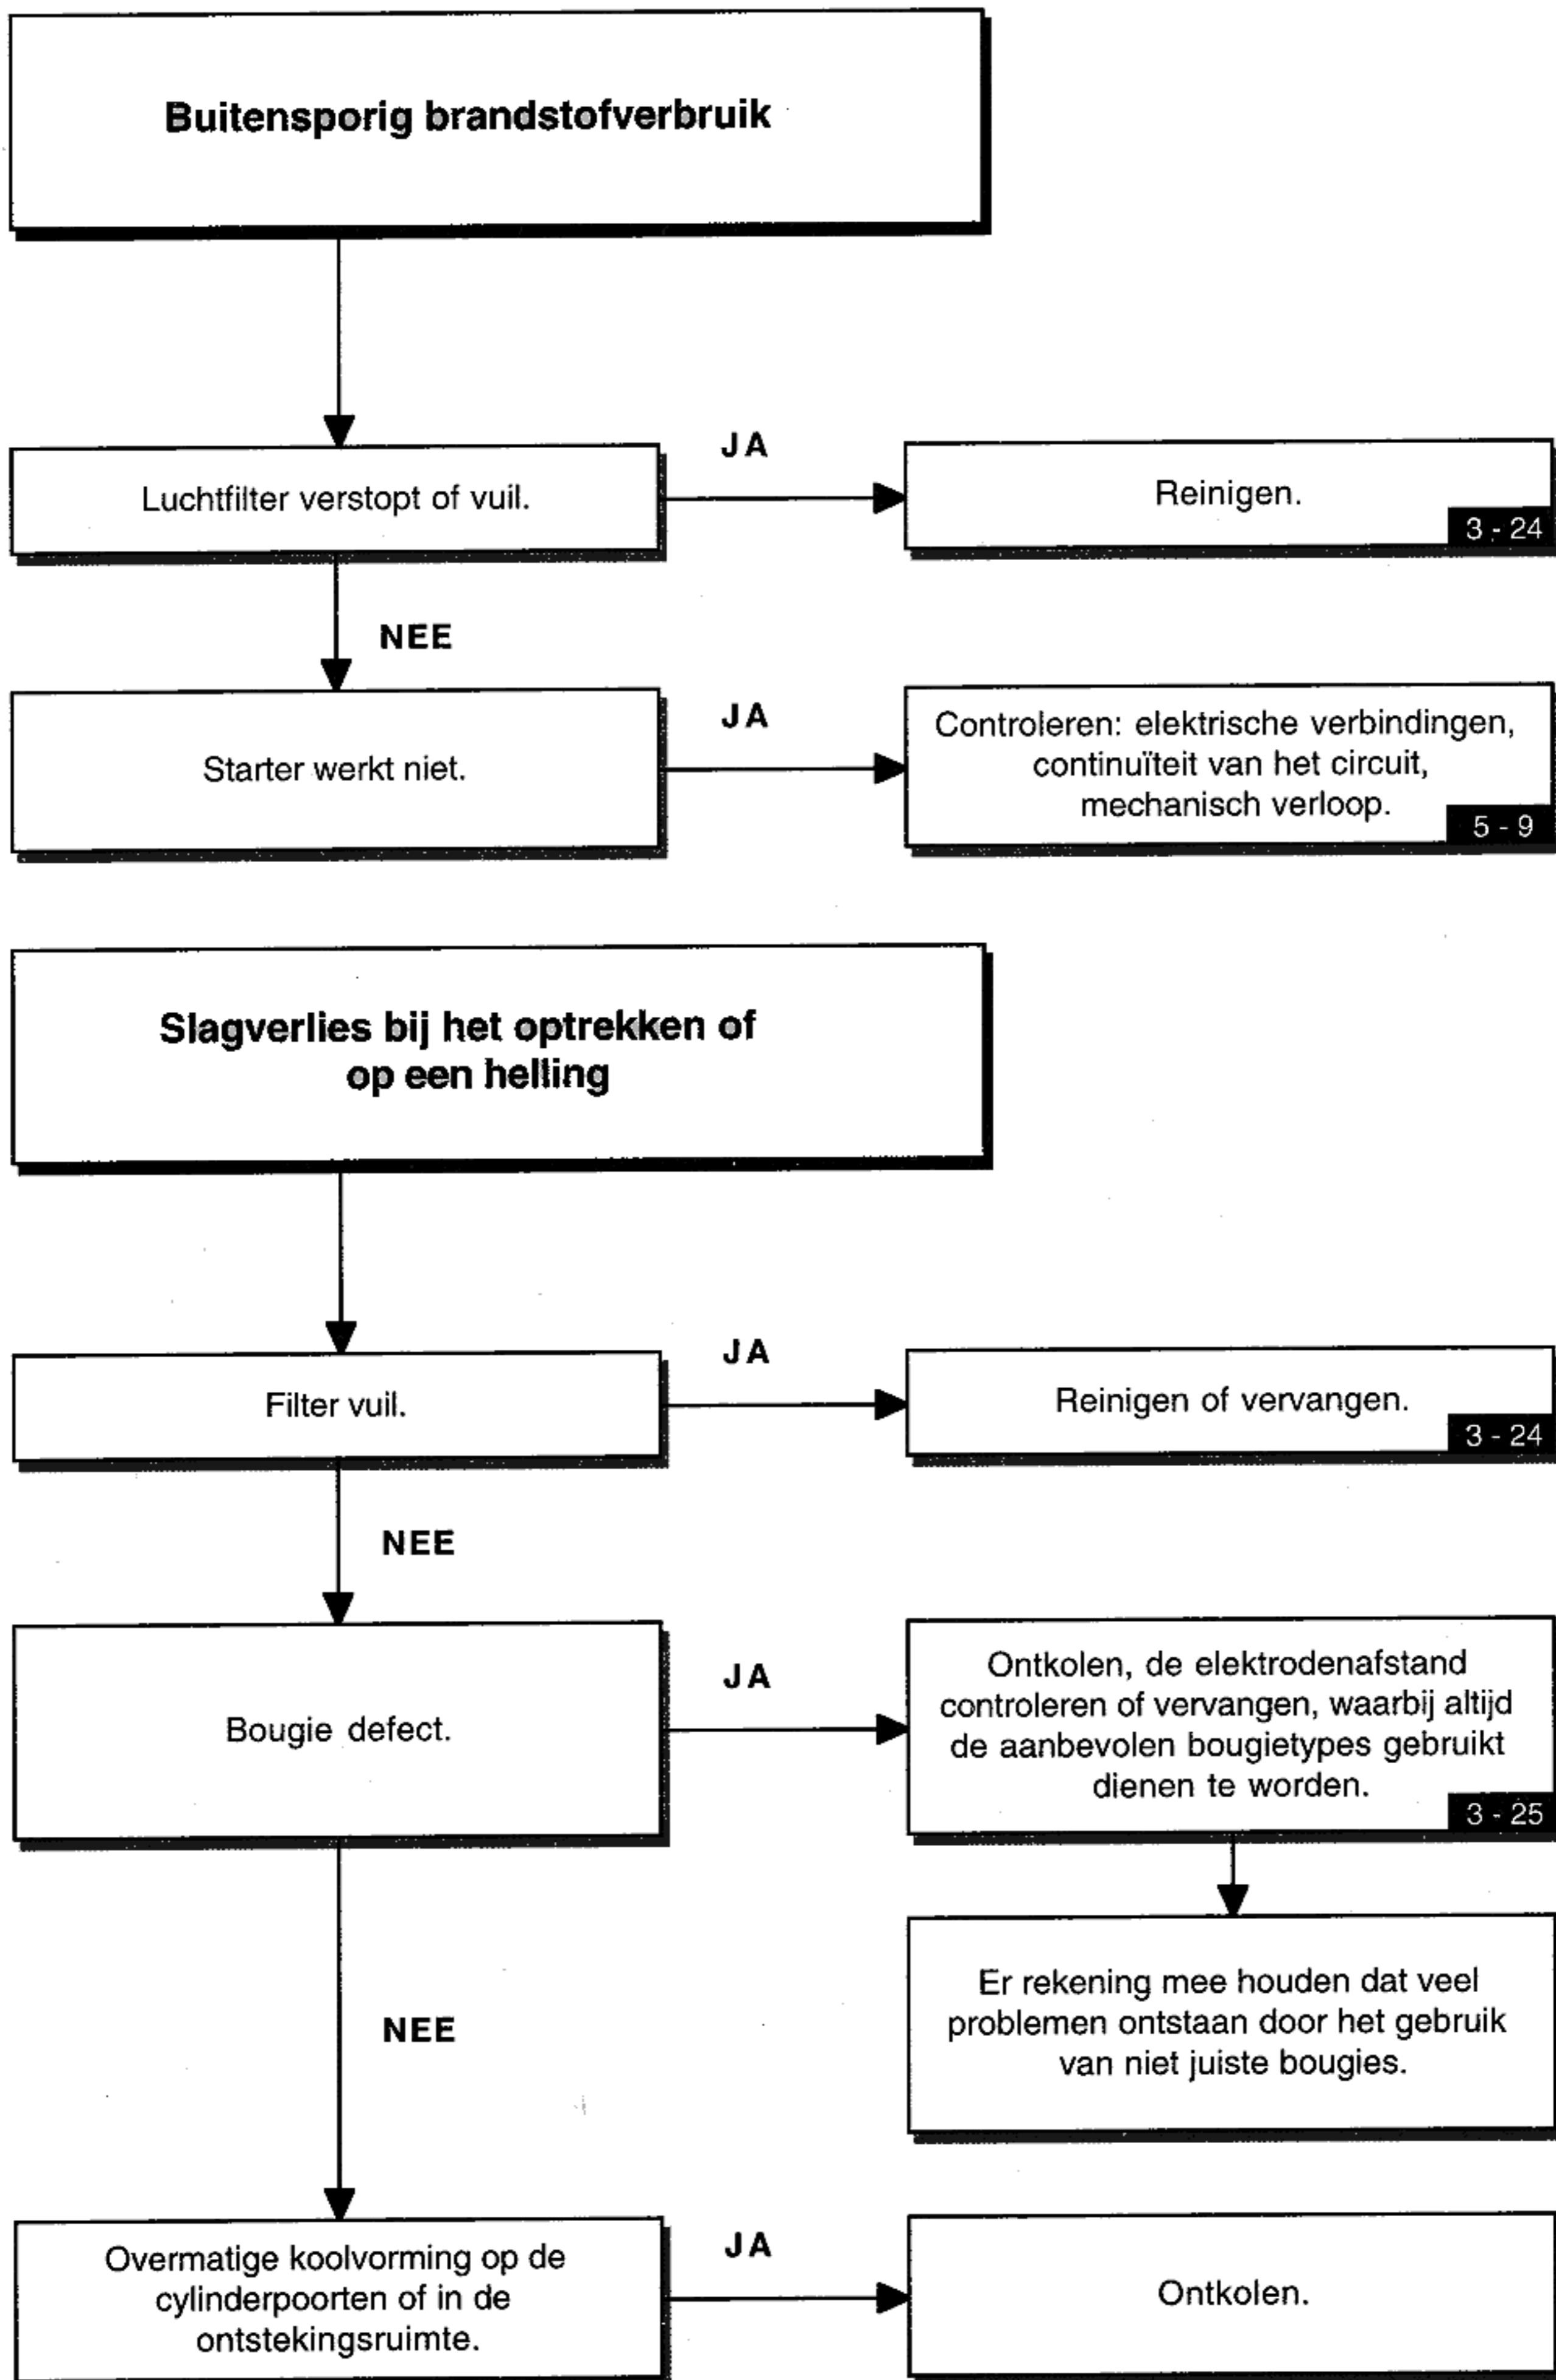 Buitensporig brandstofverbruik
Luchtfilter verstopt of vuil.
JA
Reinigen.
3 - 24
NEE
Starter werkt niet.
JA
Controleren: elektrische verbindingen,
continuïteit van het circuit,
mechanisch verloop.
5 - 9
Slagverlies bij het optrekken of
op een helling
Filter vuil.
JA
Reinigen of vervangen.
3 - 24
NEE
Bougie defect.
JA
Ontkolen, de elektrodenafstand
controleren of vervangen, waarbij altijd
de aanbevolen bougietypes gebruikt
dienen te worden.
3 - 25
Er rekening mee houden dat veel
problemen ontstaan door het gebruik
van niet juiste bougies.
NEE
Overmatige koolvorming op de
cylinderpoorten of in de
ontstekingsruimte.
JA
Ontkolen.